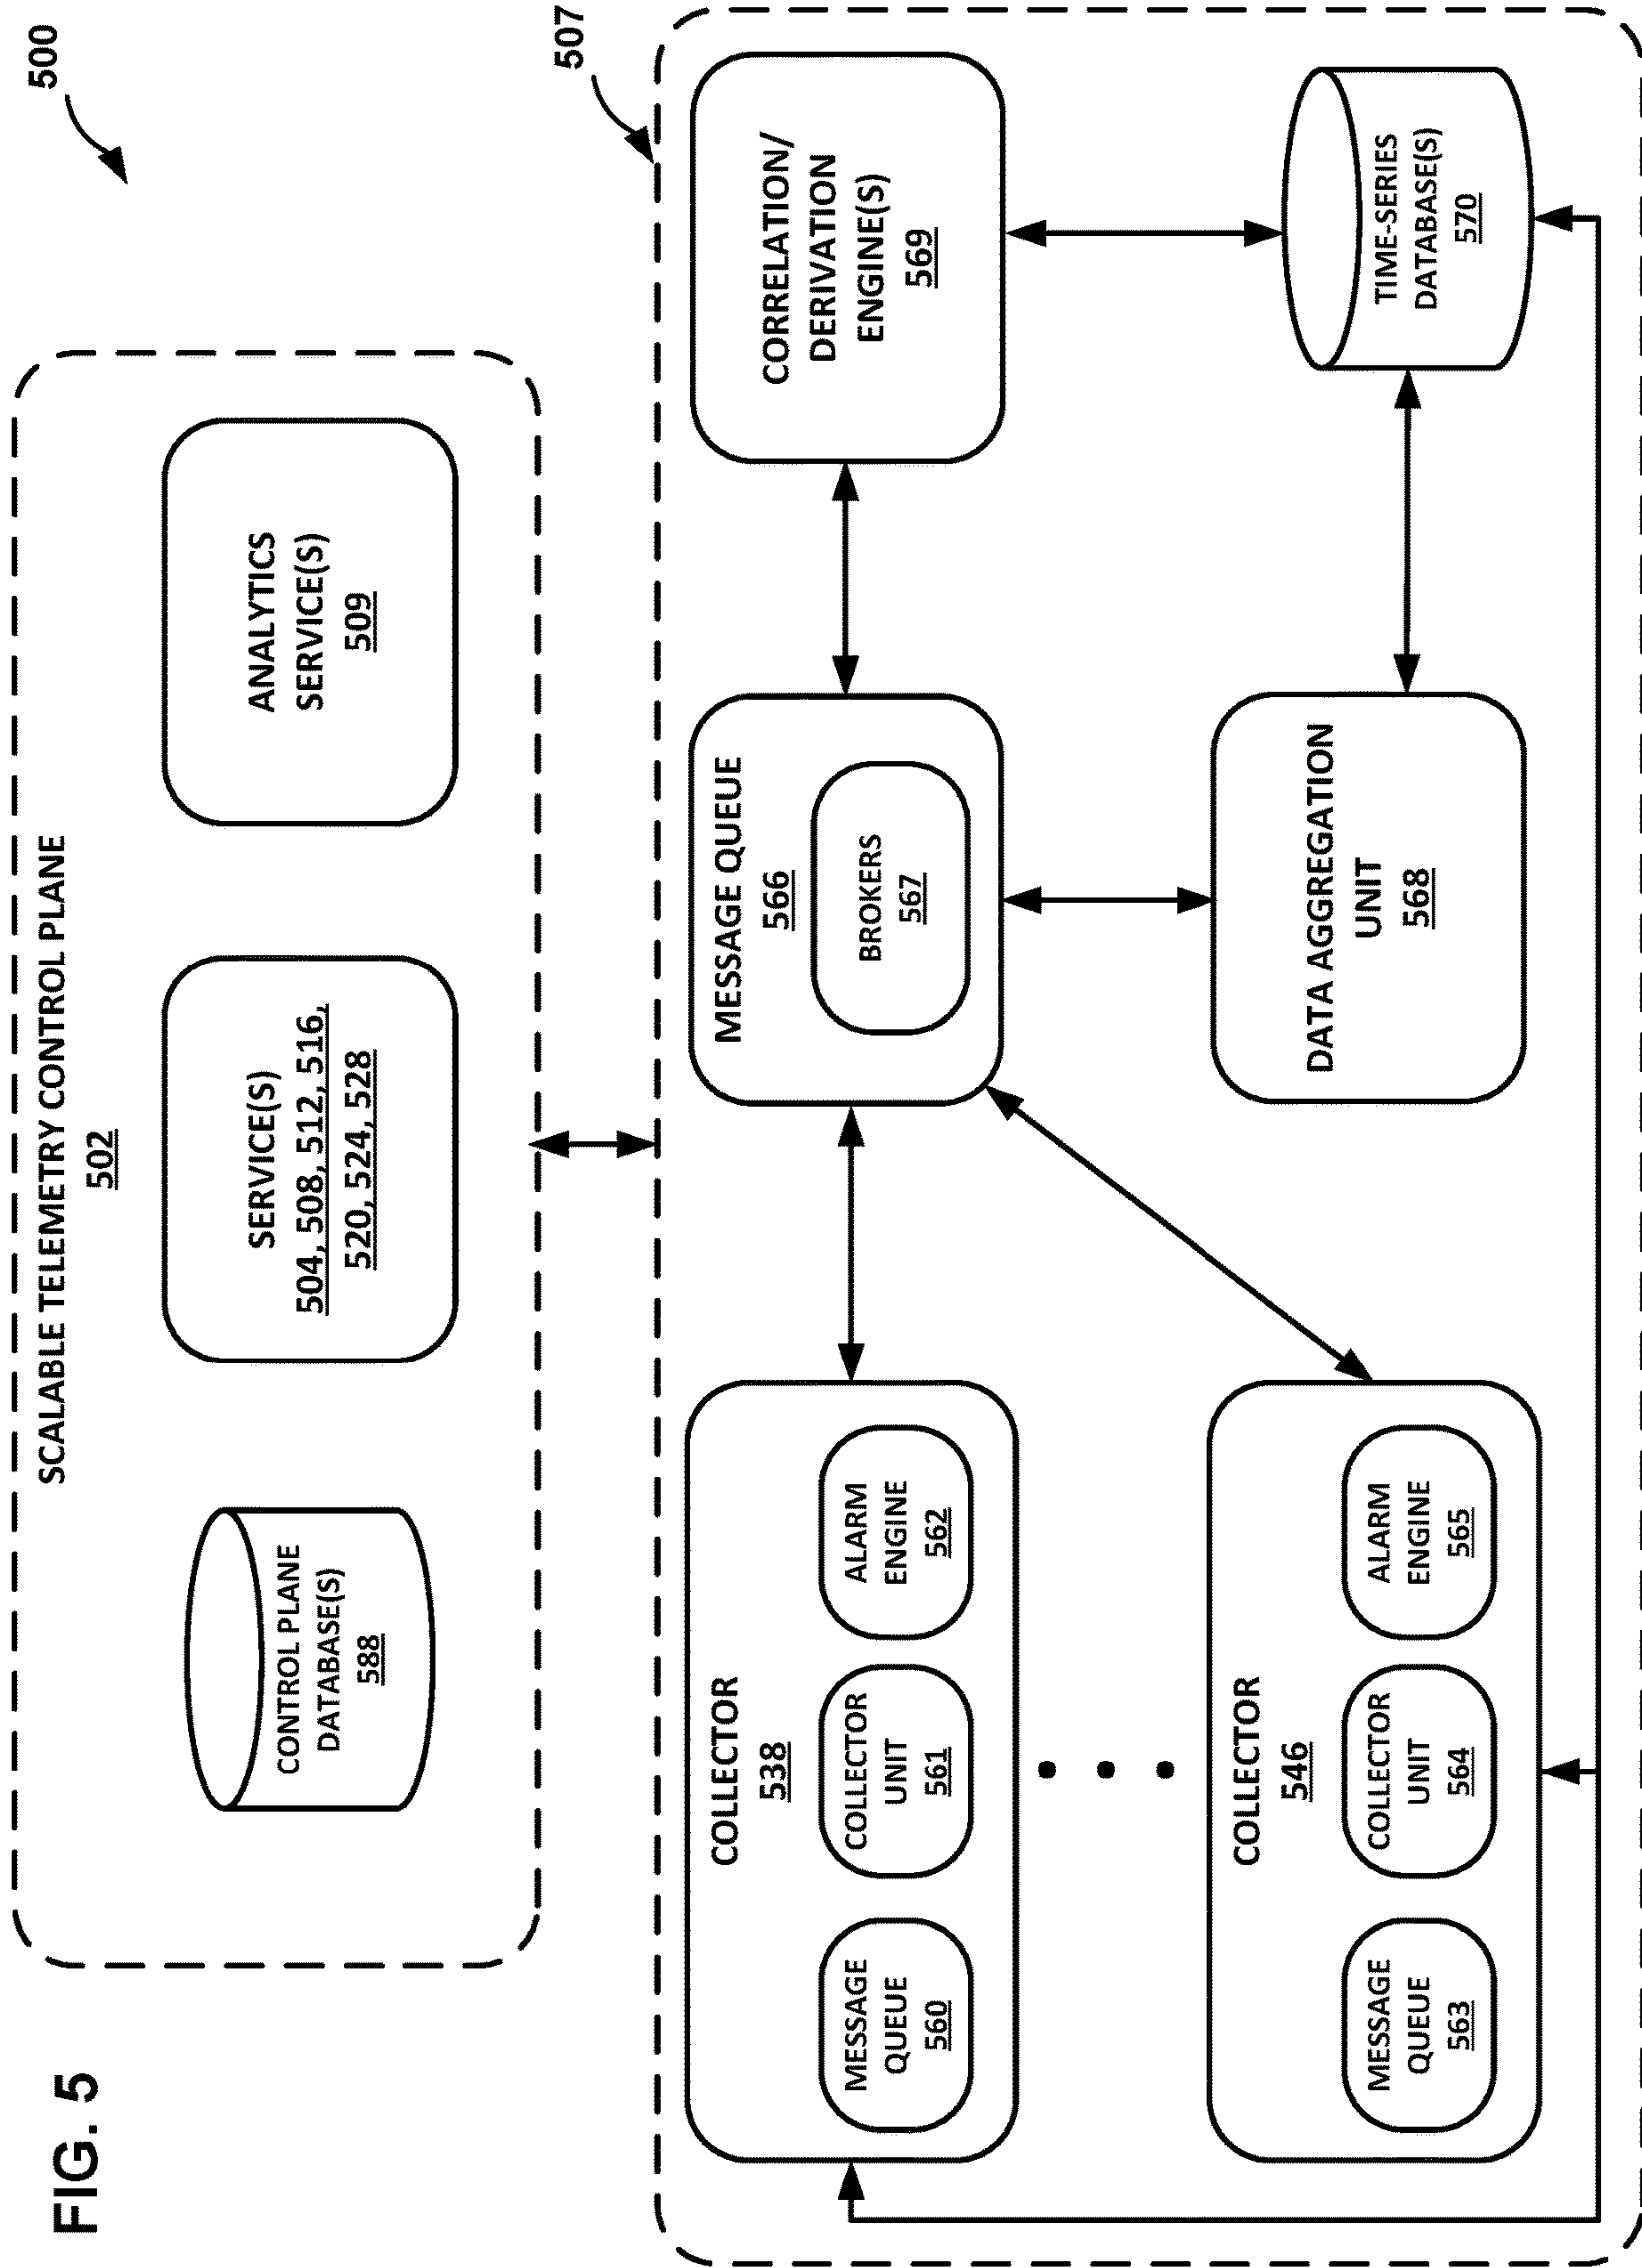 FIG. 5
500
SCALABLE TELEMETRY CONTROL PLANE
502
CONTROL PLANE
DATABASE(S)
588
SERVICE(S)
504, 508, 512, 516,
520, 524, 528
ANALYTICS
SERVICE(S)
509
507
COLLECTOR
538
MESSAGE
QUEUE
560
COLLECTOR
UNIT
561
ALARM
ENGINE
562
MESSAGE QUEUE
566
BROKERS
567
CORRELATION/
DERIVATION
ENGINE(S)
569
COLLECTOR
546
MESSAGE
QUEUE
563
COLLECTOR
UNIT
564
ALARM
ENGINE
565
DATA AGGREGATION
UNIT
568
TIME-SERIES
DATABASE(S)
570